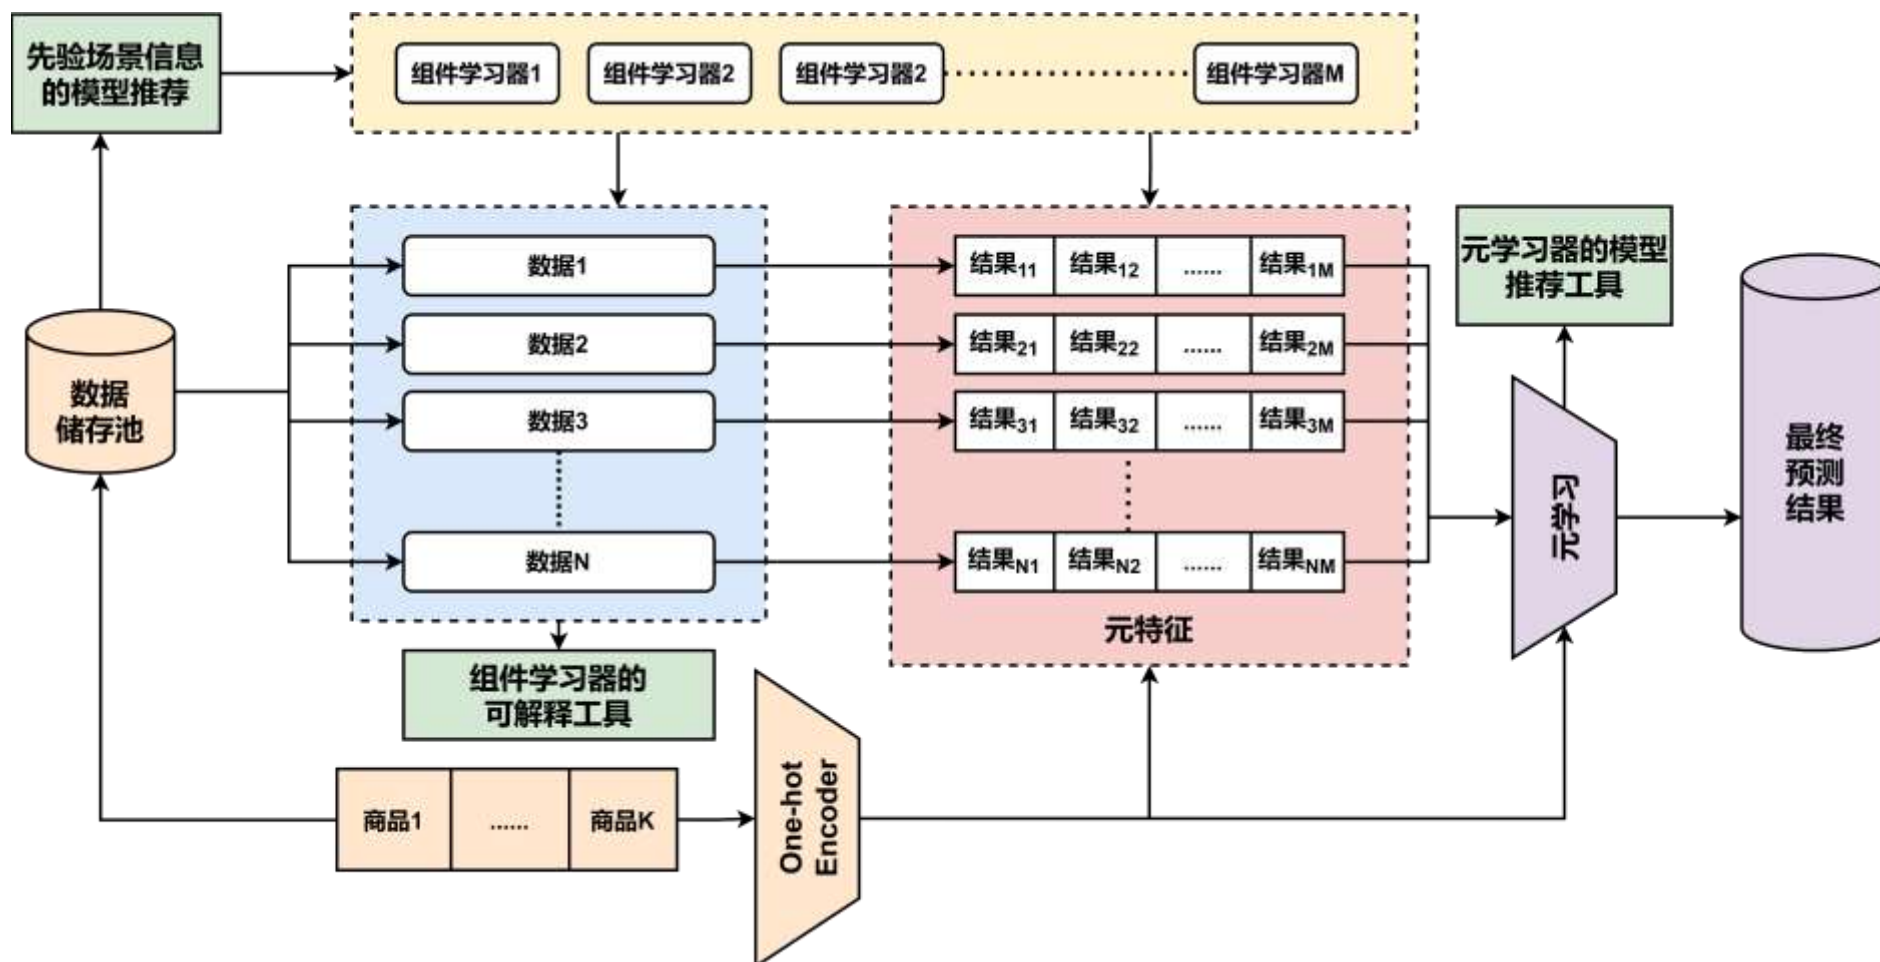 先验场景信息
的模型推荐
组件学习器1
组件学习器2
组件学习器2
组件学习器M
数据1
结果11
结果12
......
结果1M
元学习器的模型
推荐工具
数据2
结果21
结果22
......
结果2M
数据
储存池
数据3
结果31
结果32
......
结果3M
最终
预测
结果
元学习
数据N
结果N1
结果N2
......
结果NM
元特征
组件学习器的
可解释工具
商品1
......
商品K
One-hot
Encoder